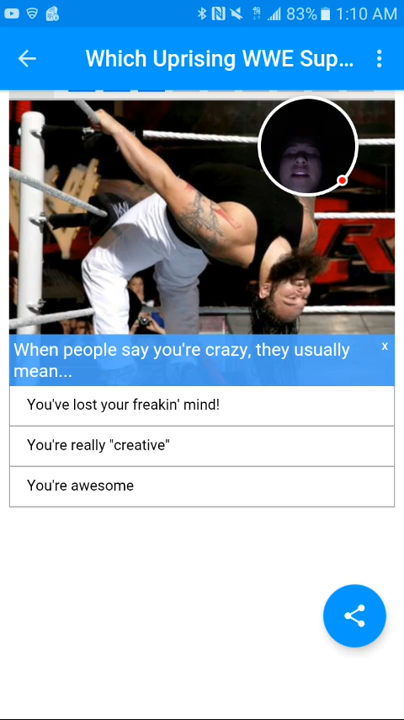 83% 1:10 AM
Which Uprising WWE Sup...
When people say you're crazy, they usually
mean...
x
You've lost your freakin' mind!
You're really "creative"
You're awesome